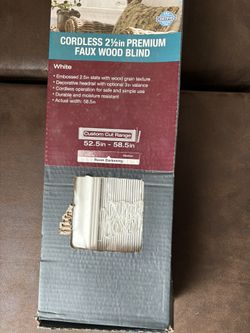 CORDLESS 2½in PREMIUM
FAUX WOOD BLIND
White
• Embossed 2.5in slats with wood grain texture
• Decorative headrail with optional 3in valance
• Cordless operation for safe and simple use
• Durable and moisture resistant
• Actual width: 58.5in
Custom Cut Range
52.5in - 58.5in
Room Darkening